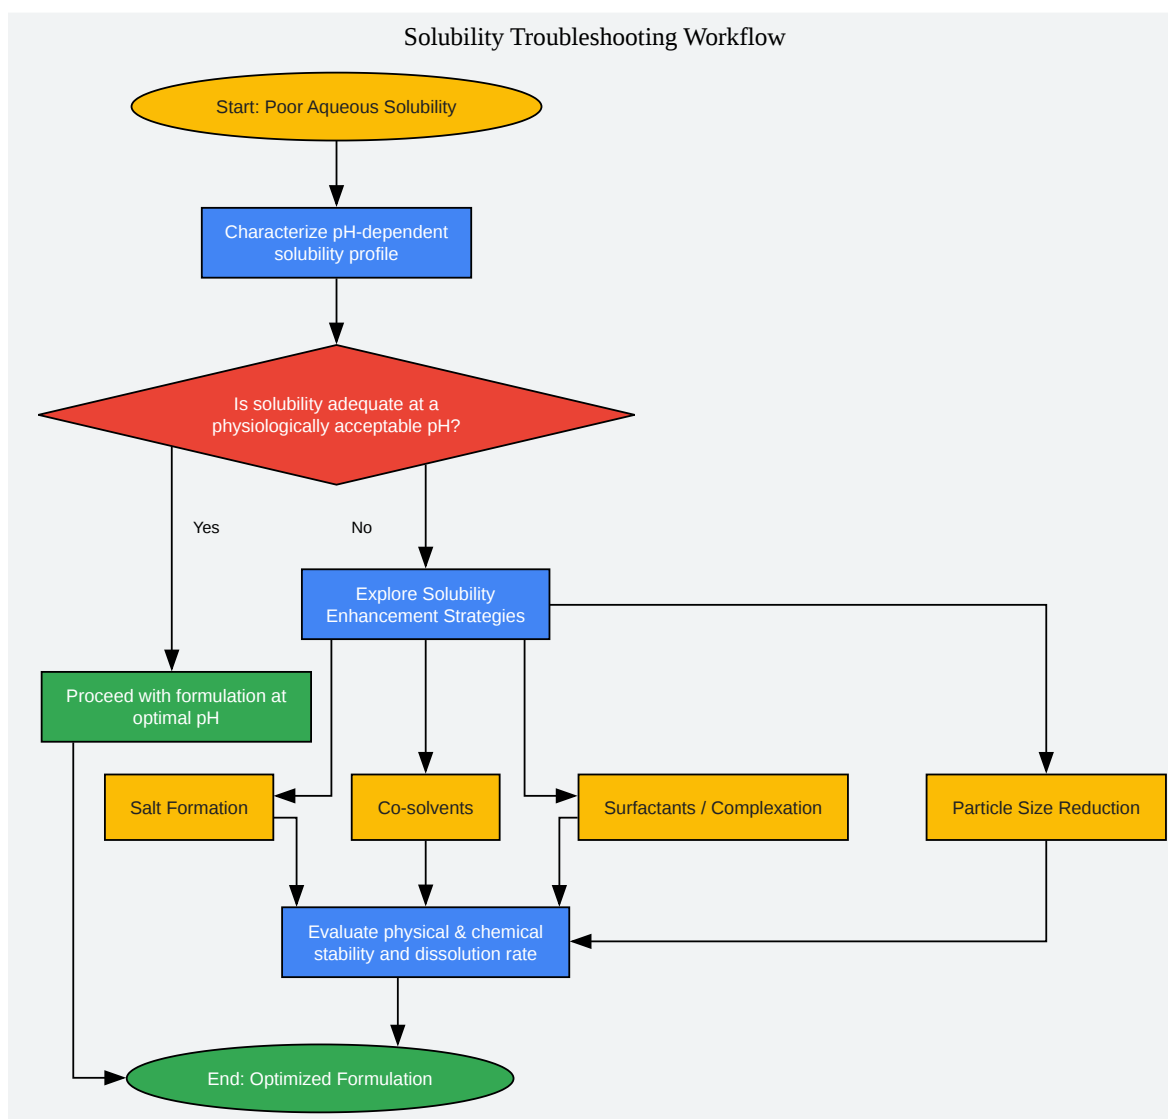 Solubility Troubleshooting Workflow
Start: Poor Aqueous Solubility
Characterize pH-dependent
solubility profile
Is solubility adequate at a
physiologically acceptable pH?
Yes
No
Explore Solubility
Enhancement Strategies
Proceed with formulation at
optimal pH
Salt Formation
Co-solvents
Surfactants / Complexation
Particle Size Reduction
Evaluate physical & chemical
stability and dissolution rate
End: Optimized Formulation